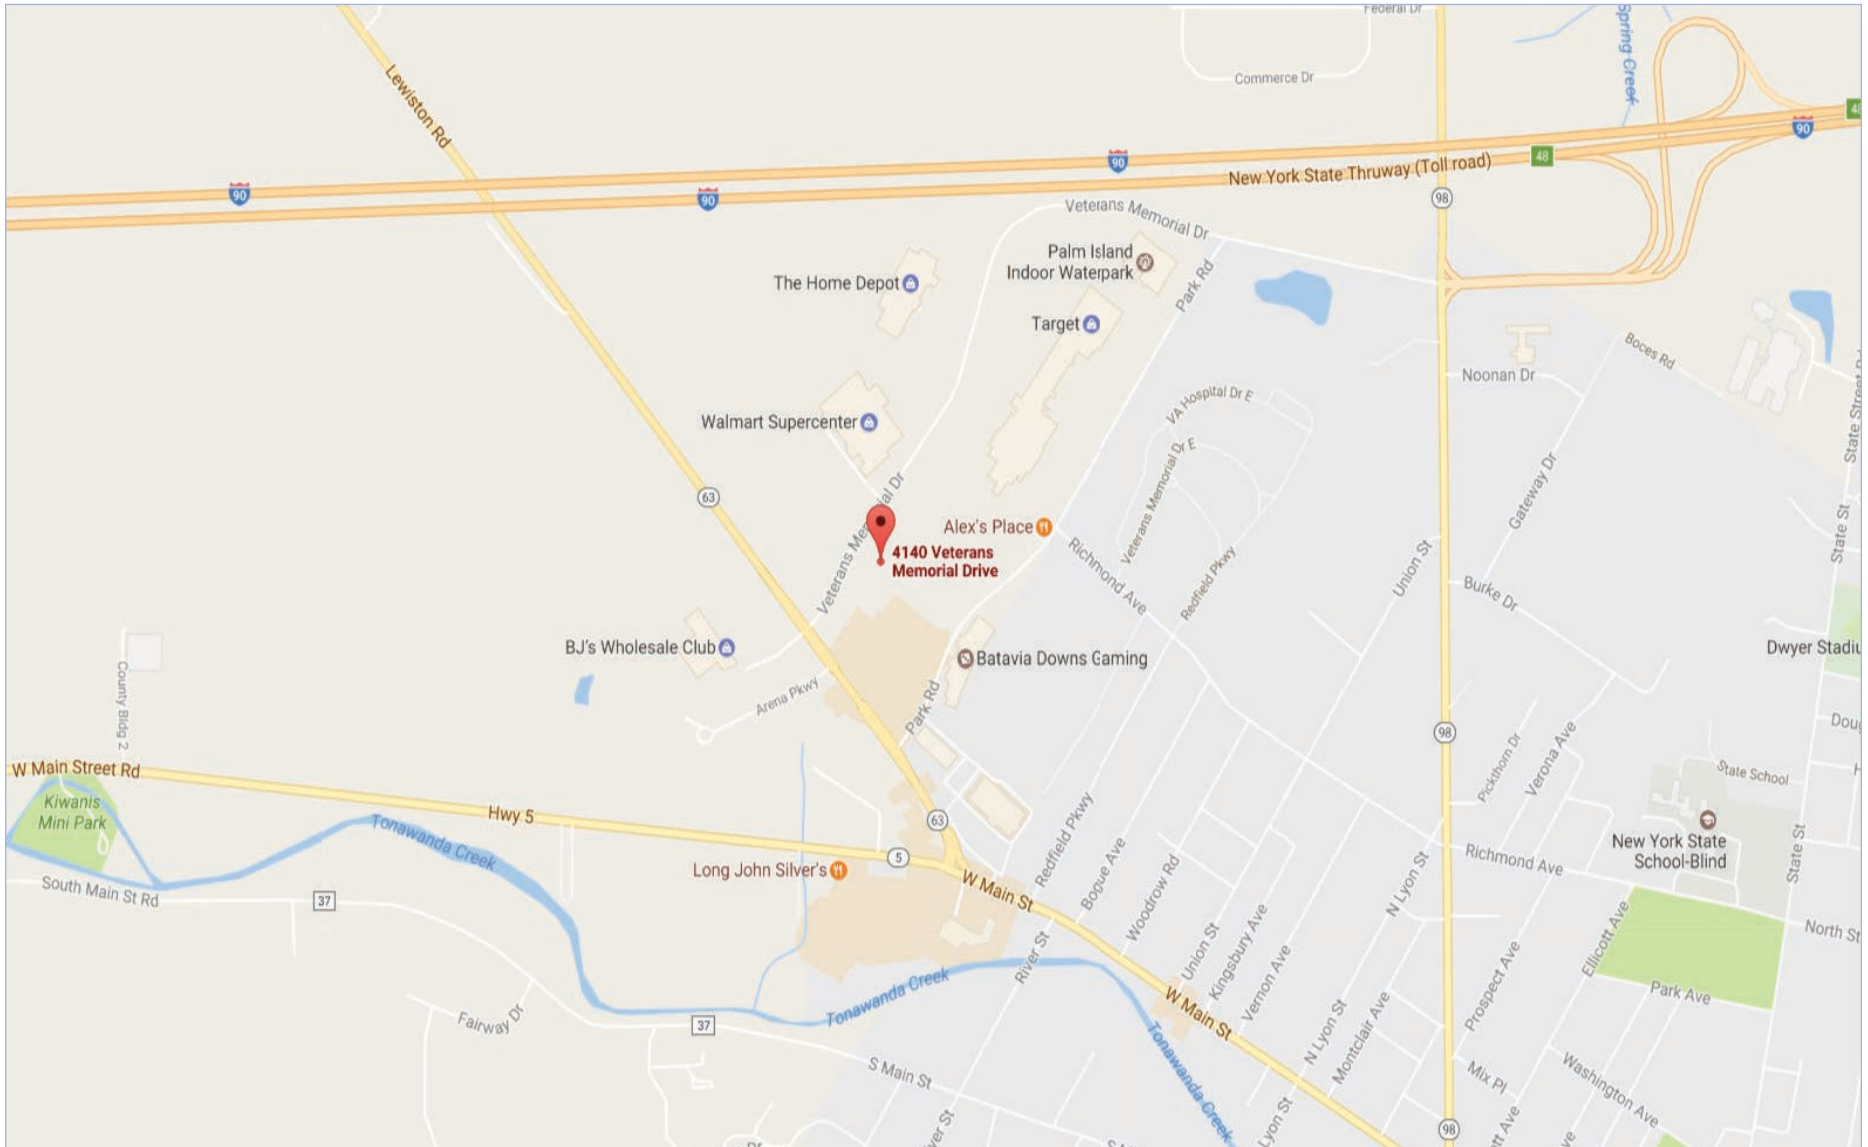 Federal Dr
Spring Creek
Commerce Dr
Lewiston Rd
48
90
90
48
New York State Thruway (Toll road)
90
90
98
Veterans Memorial Dr
Palm Island
Indoor Waterpark
Park Rd
The Home Depot
Target
Boces Rd
Noonan Dr
VA Hospital Dr E
State Street
Walmart Supercenter
Veterans Memorial Dr E
63
Gateway Dr
State St
Alex's Place
4140 Veterans
Memorial Drive
Veterans
Richmond Ave
Redfield Pkwy
Union St
Burke Dr
BJ's Wholesale Club
Batavia Downs Gaming
Dwyer
County Bldg 2
Arena Pkwy
Park Rd
98
Pickthorn Dr
Verona Ave
State School
W Main Street Rd
Kiwanis
Mini Park
Hwy 5
63
Tonawanda Creek
5
Long John Silver's
W Main St
Redfield Pkwy
Bogue Ave
Woodrow Rd
N Lyon St
Richmond Ave
New York State
School-Blind
State St
South Main St Rd
37
River St
Union St
Kingsbury Ave
Vernon Ave
Prospect Ave
Ellicott Ave
North St
Park Ave
Tonawanda Creek
W Main St
Fairway Dr
37
S Main St
Tonawanda Creek
N Lyon St
Montclair Ave
Mix Pl
Washington Ave
Lyon St
98